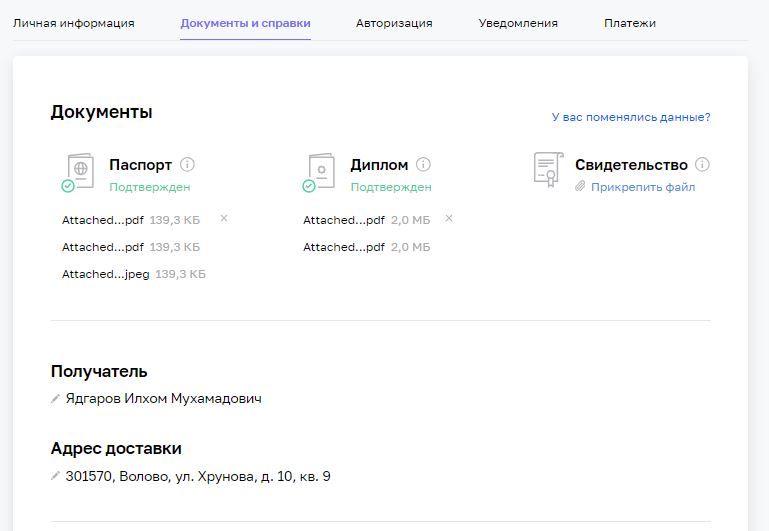 Личная информация Документы и справки Авторизация Уведомления Платежи
Документы
У вас поменялись данные?
Паспорт
Подтвержден
Attached...pdf 139,3 КБ
Attached...pdf 139,3 КБ
Attached...jpeg 139,3 КБ
Диплом
Подтвержден
Attached...pdf 2,0 МБ
Attached...pdf 2,0 МБ
Свидетельство
Прикрепить файл
Получатель
Ядгаров Илхом Мухамадович
Адрес доставки
301570, Волово, ул. Хрунова, д. 10, кв. 9